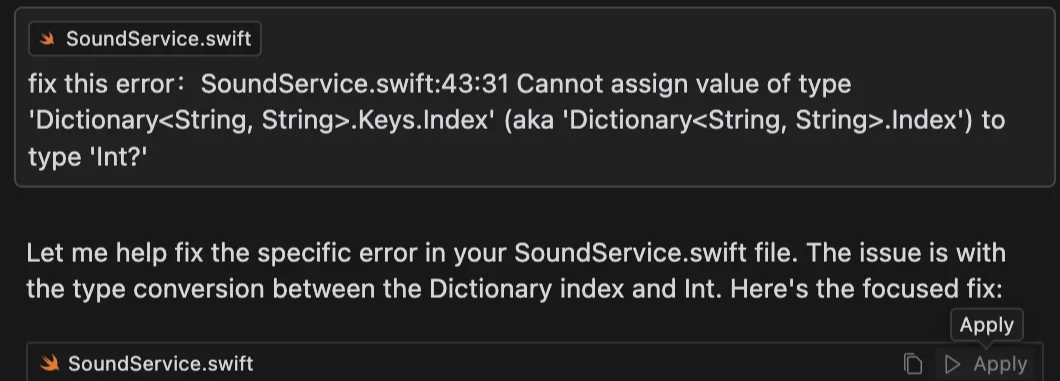 SoundService.swift
fix this error：SoundService.swift:43:31 Cannot assign value of type
'Dictionary<String, String>.Keys.Index' (aka 'Dictionary<String, String>.Index') to
type 'Int?'
Let me help fix the specific error in your SoundService.swift file. The issue is with
the type conversion between the Dictionary index and Int. Here's the focused fix:
Apply
SoundService.swift Apply